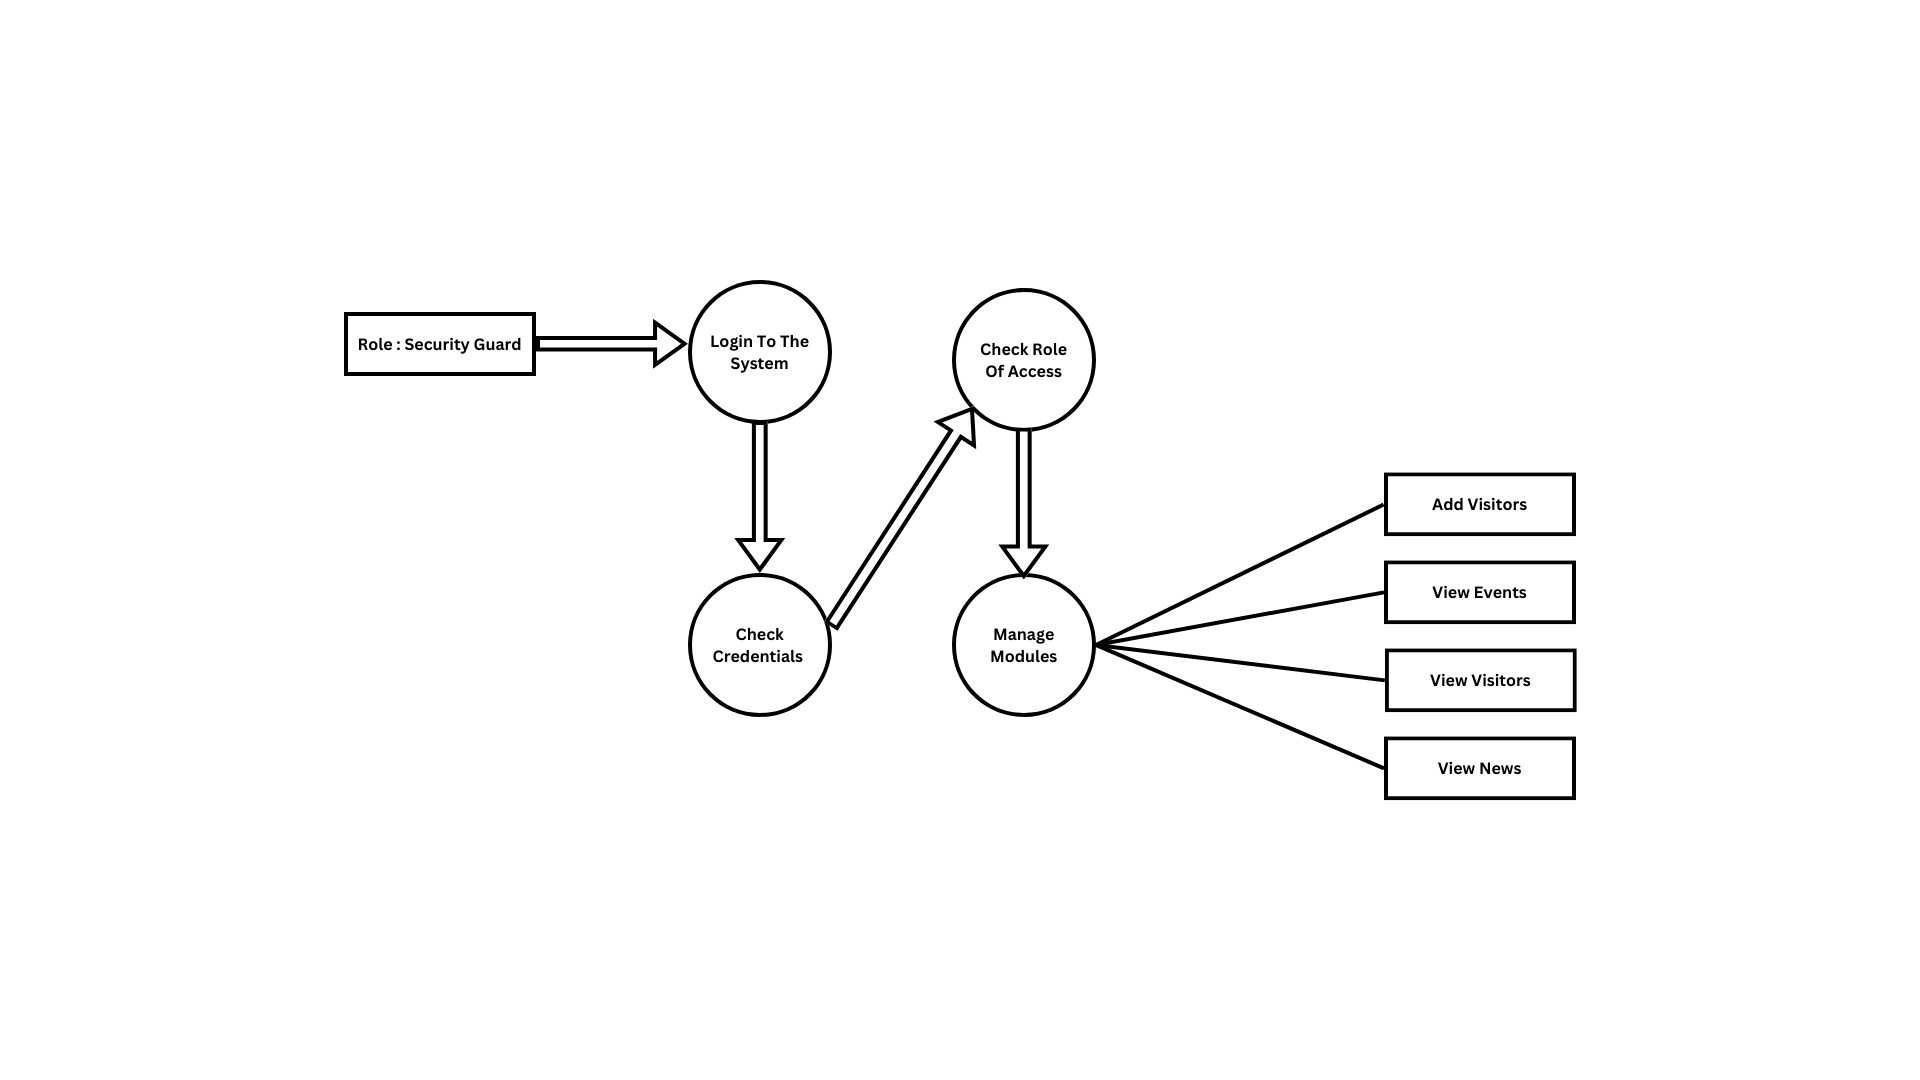 Role : Security Guard
Login To The
System
Check Role
Of Access
Check
Credentials
Manage
Modules
Add Visitors
View Events
View Visitors
View News